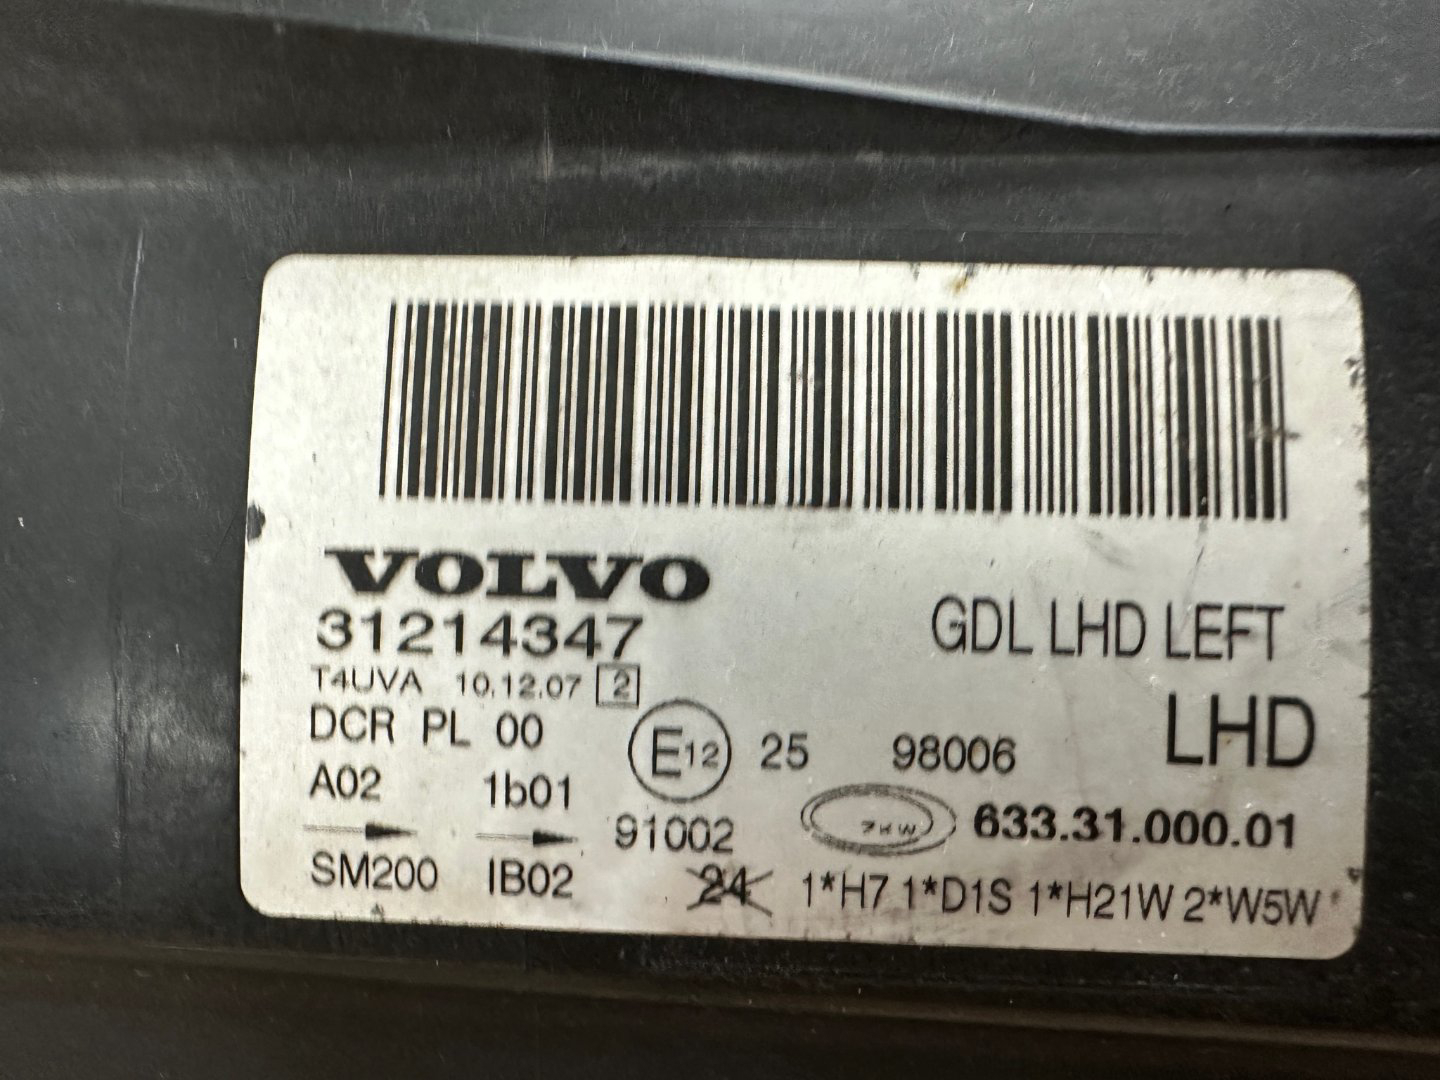 VOLVO
31214347
GDL LHD LEFT
T4UVA 10.12.07 2
DCR PL 00
LHD
E12 25 98006
A02 1b01
91002 ZKW 633.31.000.01
SM200 IB02
24 1*H7 1*D1S 1*H21W 2*W5W